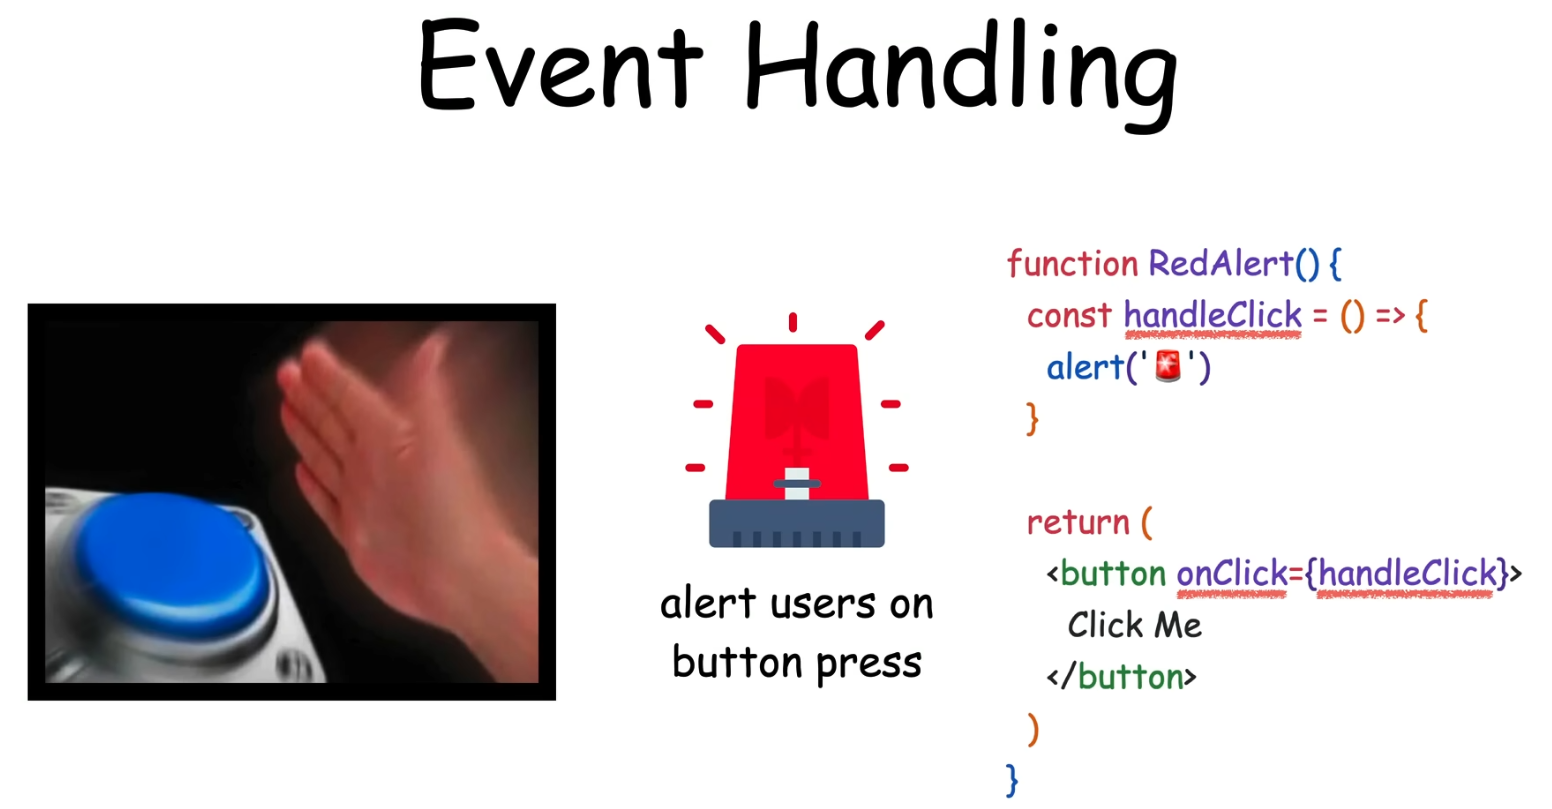 Event Handling
alert users on
button press
function RedAlert() {
const handleClick = () => {
alert('🚨')
}
return (
<button onClick={handleClick}>
Click Me
</button>
)
}